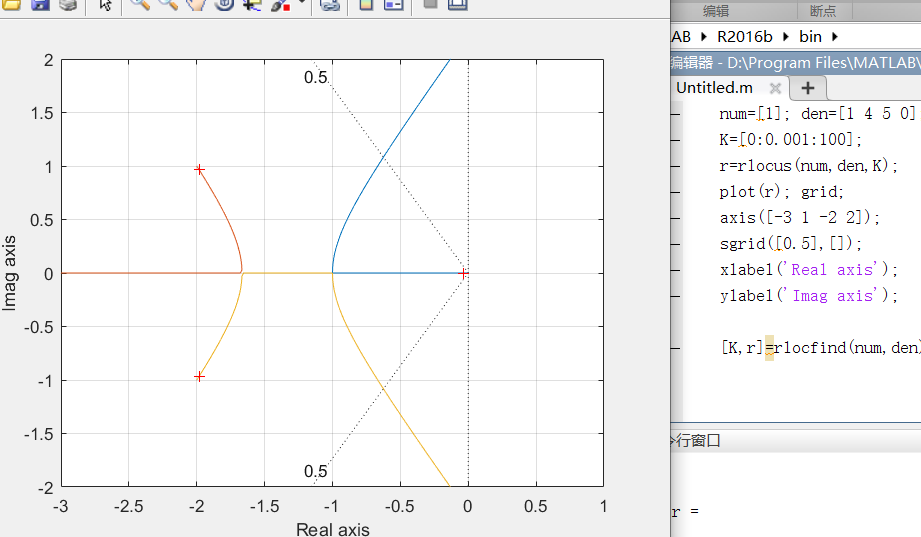 编辑
断点
AB ▸ R2016b ▸ bin ▸
编辑器 - D:\Program Files\MATLAB\
Untitled.m
num=[1]; den=[1 4 5 0]
K=[0:0.001:100];
r=rlocus(num,den,K);
plot(r); grid;
axis([-3 1 -2 2]);
sgrid([0.5],[]);
xlabel('Real axis');
ylabel('Imag axis');
[K,r]=rlocfind(num,den)
令行窗口
r =
2
1.5
1
0.5
0
-0.5
-1
-1.5
-2
Imag axis
0.5
0.5
-3
-2.5
-2
-1.5
-1
-0.5
0
0.5
1
Real axis